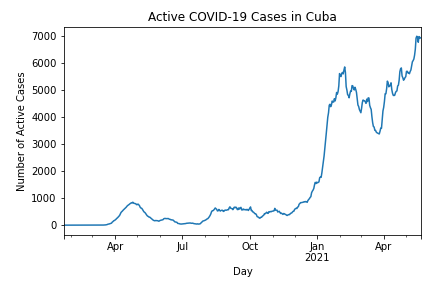 Active COVID-19 Cases in Cuba
Number of Active Cases
7000
6000
5000
4000
3000
2000
1000
0
Apr
Jul
Oct
Jan
2021
Apr
Day